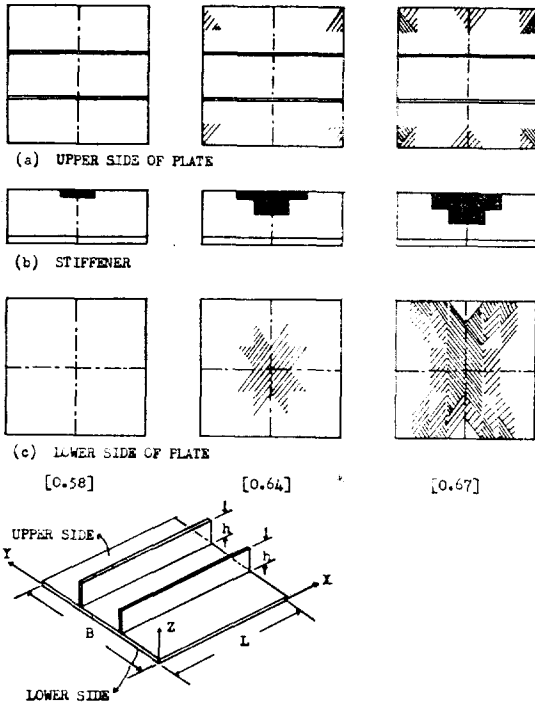 (a) UPPER SIDE OF PLATE
(b) STIFFENER
(c) LOWER SIDE OF PLATE
[0.58] [0.64] [0.67]
UPPER SIDE
h
h
Y
X
B
Z
L
LOWER SIDE